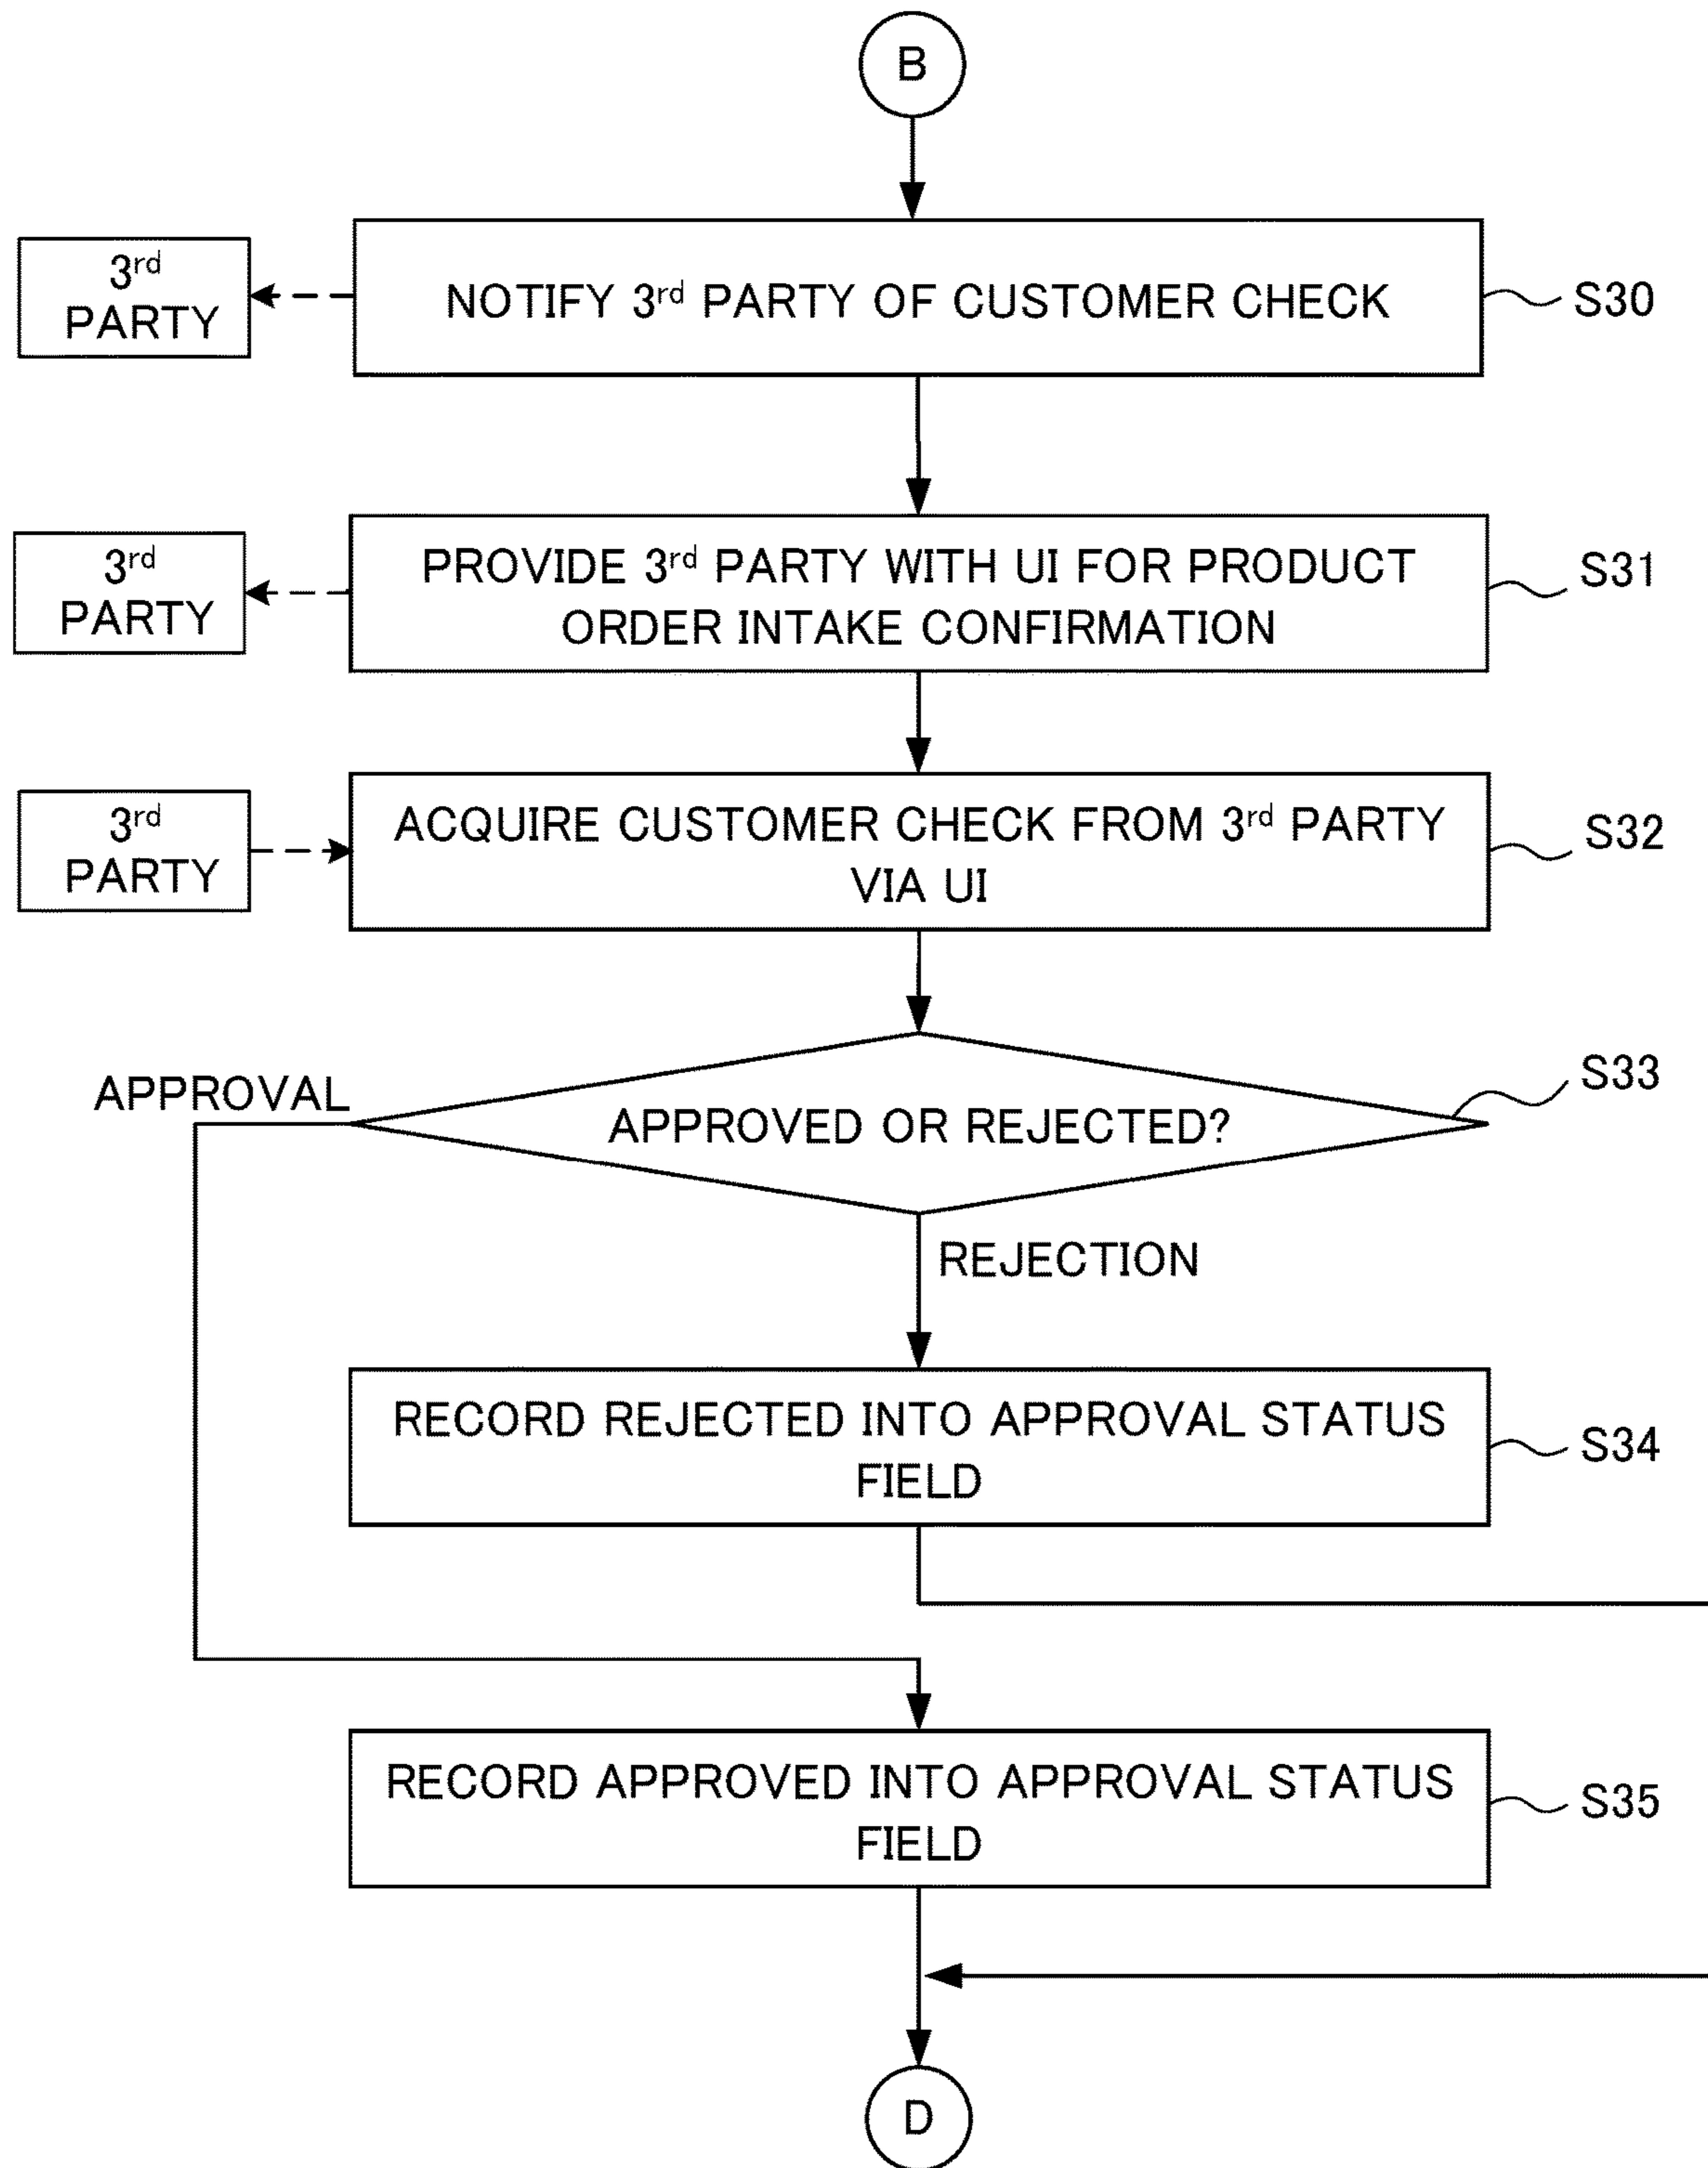 B
3rd
PARTY
NOTIFY 3rd PARTY OF CUSTOMER CHECK
S30
3rd
PARTY
PROVIDE 3rd PARTY WITH UI FOR PRODUCT
ORDER INTAKE CONFIRMATION
S31
3rd
PARTY
ACQUIRE CUSTOMER CHECK FROM 3rd PARTY
VIA UI
S32
APPROVAL
APPROVED OR REJECTED?
S33
REJECTION
RECORD REJECTED INTO APPROVAL STATUS
FIELD
S34
RECORD APPROVED INTO APPROVAL STATUS
FIELD
S35
D